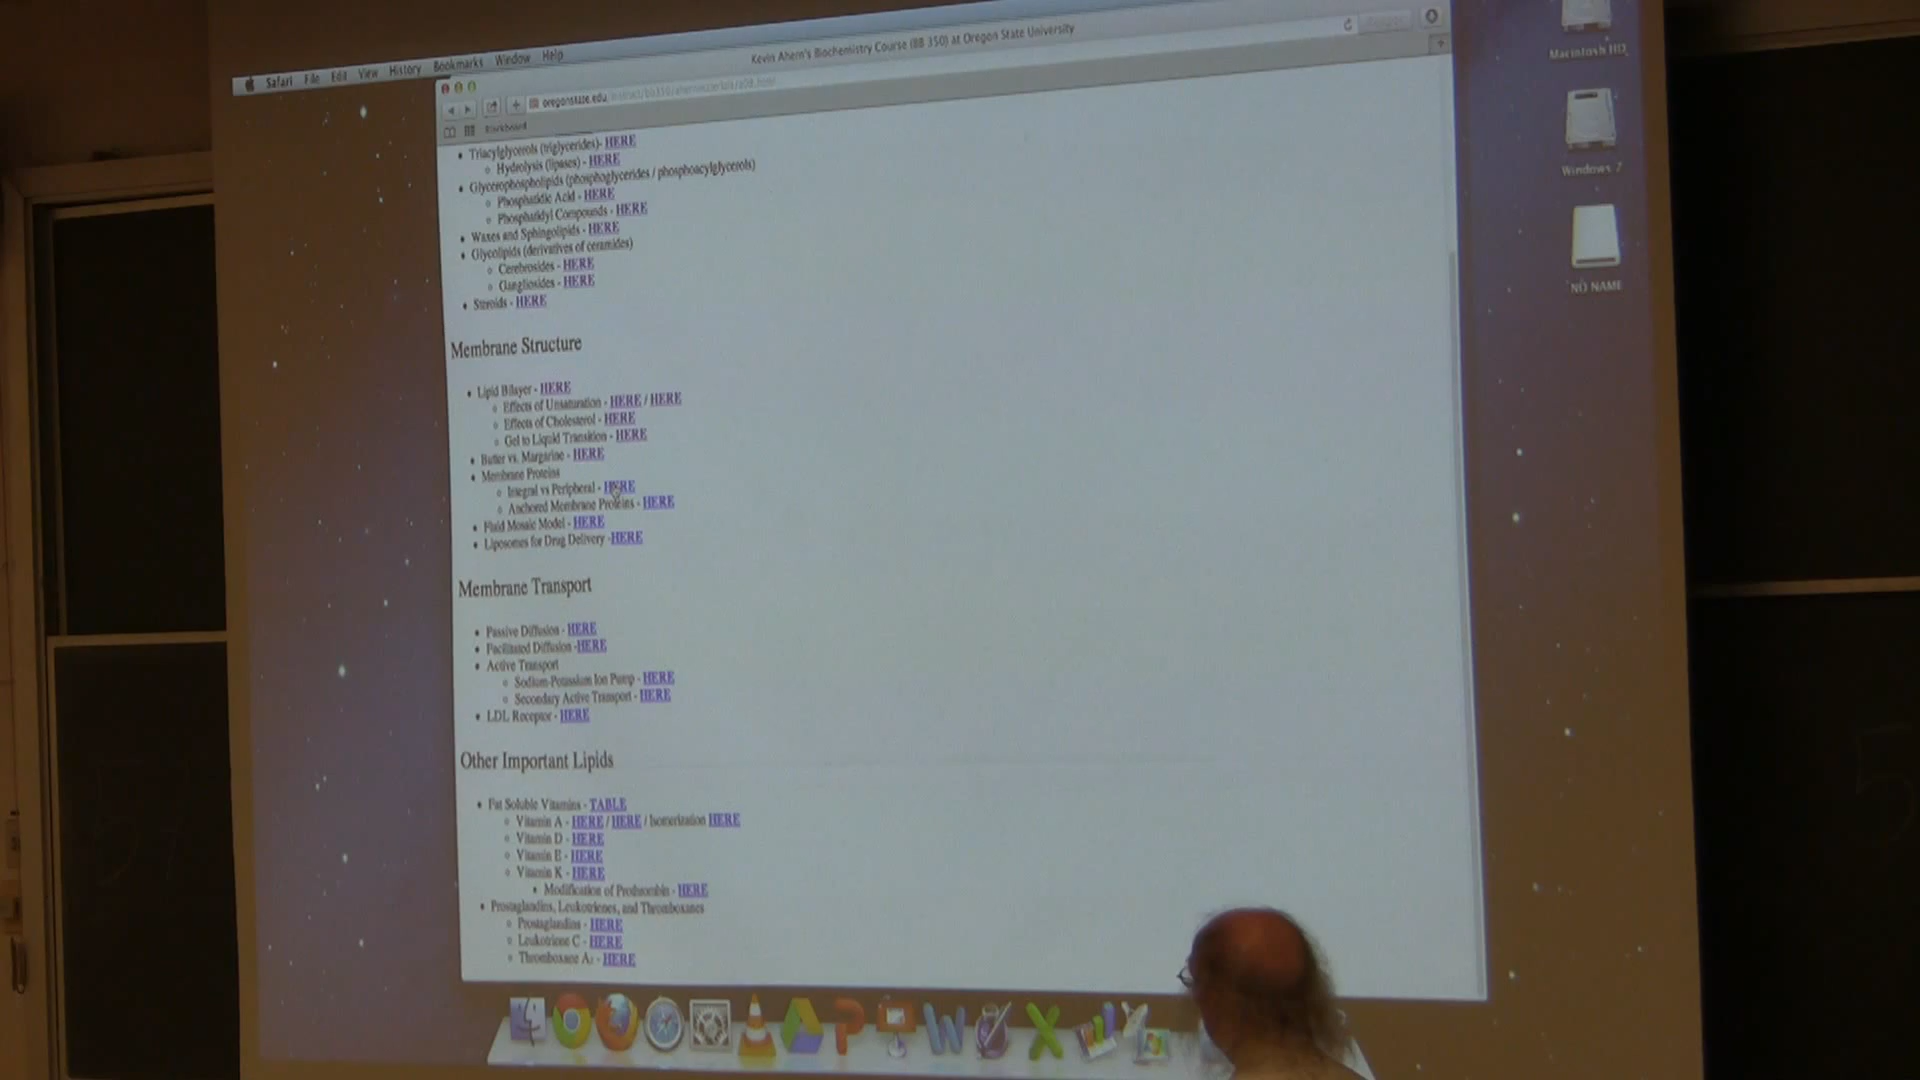 Safari File Edit View History Bookmarks Window Help
Kevin Ahern's Biochemistry Course (BB 350) at Oregon State University
oregonstate.edu
Blackboard
Triacylglycerols (triglycerides)- HERE
Hydrolysis (lipases) - HERE
Glycerophospholipids (phosphoglycerides / phosphoacylglycerols)
Phosphatidic Acid - HERE
Phosphatidyl Compounds - HERE
Waxes and Sphingolipids - HERE
Glycolipids (derivatives of ceramides)
Cerebrosides - HERE
Gangliosides - HERE
Steroids - HERE
Membrane Structure
Lipid Bilayer - HERE
Effects of Unsaturation - HERE / HERE
Effects of Cholesterol - HERE
Gel to Liquid Transition - HERE
Butter vs. Margarine - HERE
Membrane Proteins
Integral vs Peripheral - HERE
Anchored Membrane Proteins - HERE
Fluid Mosaic Model - HERE
Liposomes for Drug Delivery -HERE
Membrane Transport
Passive Diffusion - HERE
Facilitated Diffusion -HERE
Active Transport
Sodium-Potassium Ion Pump - HERE
Secondary Active Transport - HERE
LDL Receptor - HERE
Other Important Lipids
Fat Soluble Vitamins - TABLE
Vitamin A - HERE / HERE / Isomerization HERE
Vitamin D - HERE
Vitamin E - HERE
Vitamin K - HERE
Modification of Prothrombin - HERE
Prostaglandins, Leukotrienes, and Thromboxanes
Prostaglandins - HERE
Leukotriene C - HERE
Thromboxane A2 - HERE
Macintosh HD
Windows 7
NO NAME